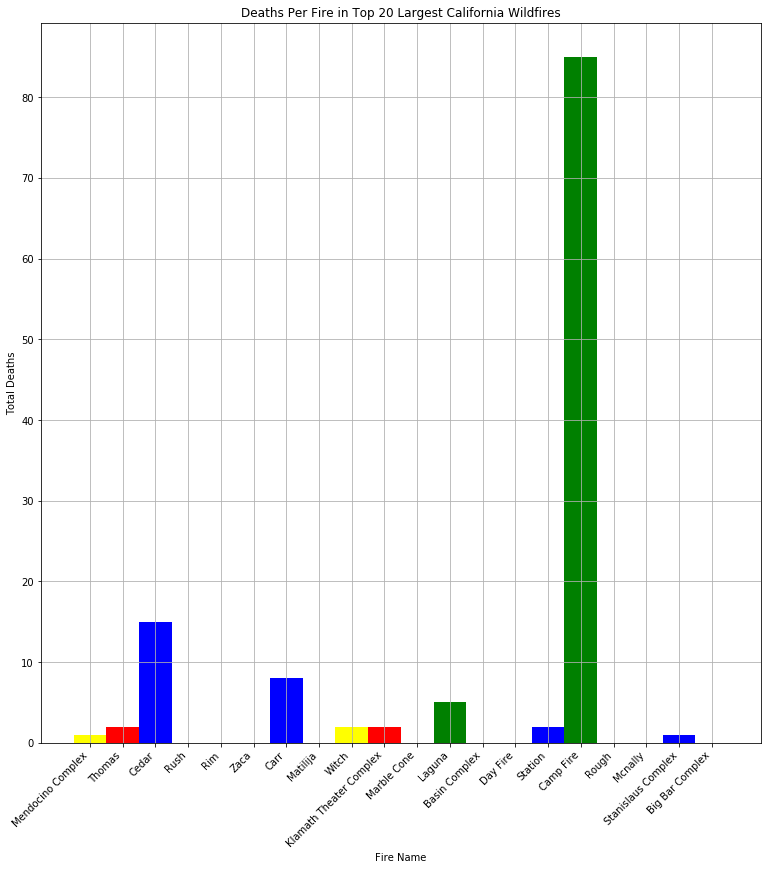 Deaths Per Fire in Top 20 Largest California Wildfires
Total Deaths
80
70
60
50
40
30
20
10
0
Mendocino Complex
Thomas
Cedar
Rush
Rim
Zaca
Carr
Matilija
Witch
Klamath Theater Complex
Marble Cone
Laguna
Basin Complex
Day Fire
Station
Camp Fire
Rough
Mcnally
Stanislaus Complex
Big Bar Complex
Fire Name